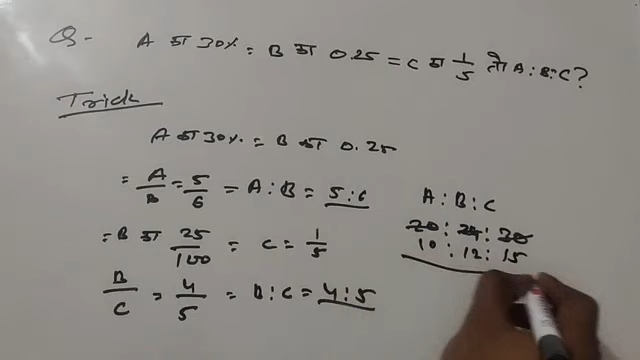 Q- A का 30% = B का 0.25 = C का 1/5 तो A:B:C?
Trick
A का 30% = B का 0.25
= A/B = 5/6 = A:B = 5:6
= B का 25/100 = C = 1/5
B/C = 4/5 = B:C = 4:5
A:B:C
20:24:30
10:12:15